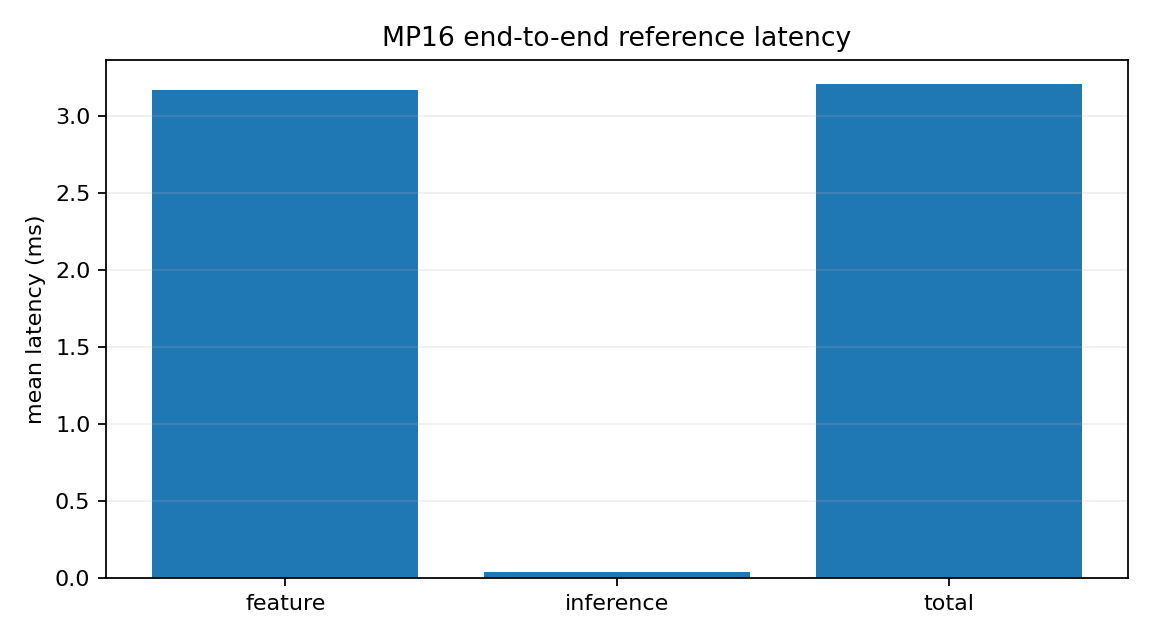 MP16 end-to-end reference latency
mean latency (ms)
3.0
2.5
2.0
1.5
1.0
0.5
0.0
feature
inference
total